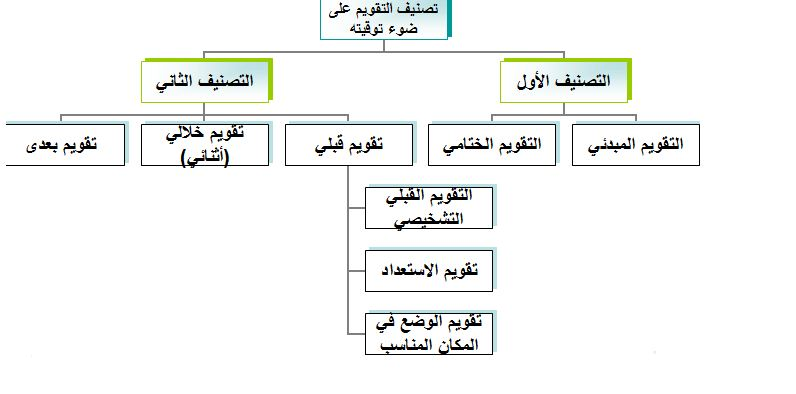 تصنيف التقويم على
ضوء توقيته
التصنيف الأول
التصنيف الثاني
التقويم المبدئي
التقويم الختامي
تقويم قبلي
تقويم خلالي
(أثنائي)
تقويم بعدى
التقويم القبلي
التشخيصي
تقويم الاستعداد
تقويم الوضع في
المكان المناسب